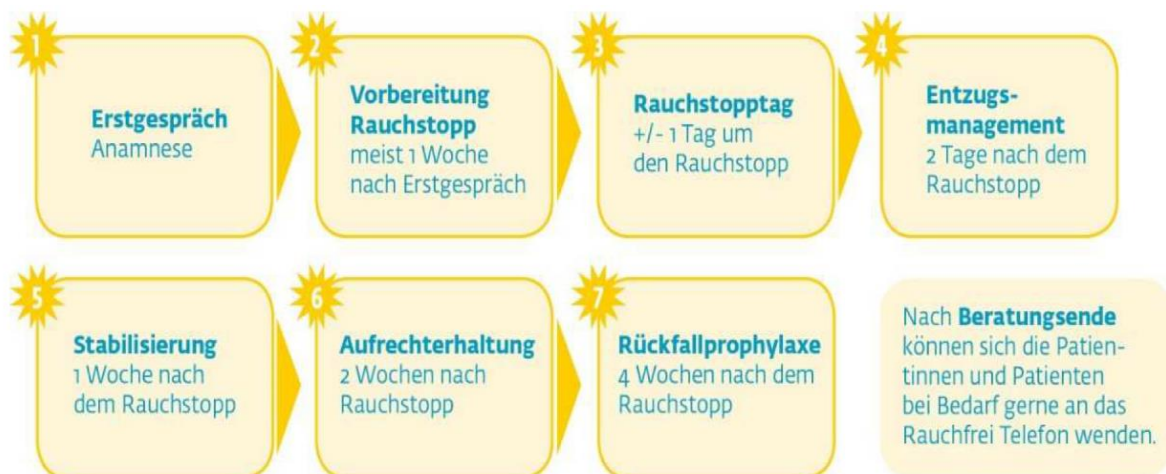 1
Erstgespräch
Anamnese
2
Vorbereitung
Rauchstopp
meist 1 Woche
nach Erstgespräch
3
Rauchstopptag
+/- 1 Tag um
den Rauchstopp
4
Entzugs-
management
2 Tage nach dem
Rauchstopp
5
Stabilisierung
1 Woche nach
dem Rauchstopp
6
Aufrechterhaltung
2 Wochen nach
Rauchstopp
7
Rückfallprophylaxe
4 Wochen nach dem
Rauchstopp
Nach Beratungsende
können sich die Patien-
tinnen und Patienten
bei Bedarf gerne an das
Rauchfrei Telefon wenden.